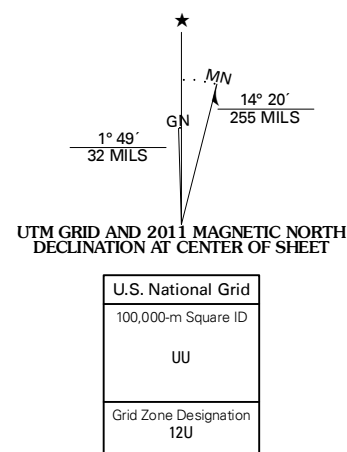 ★
MN
GN
14° 20´
255 MILS
1° 49´
32 MILS
UTM GRID AND 2011 MAGNETIC NORTH
DECLINATION AT CENTER OF SHEET
U.S. National Grid
100,000-m Square ID
UU
Grid Zone Designation
12U